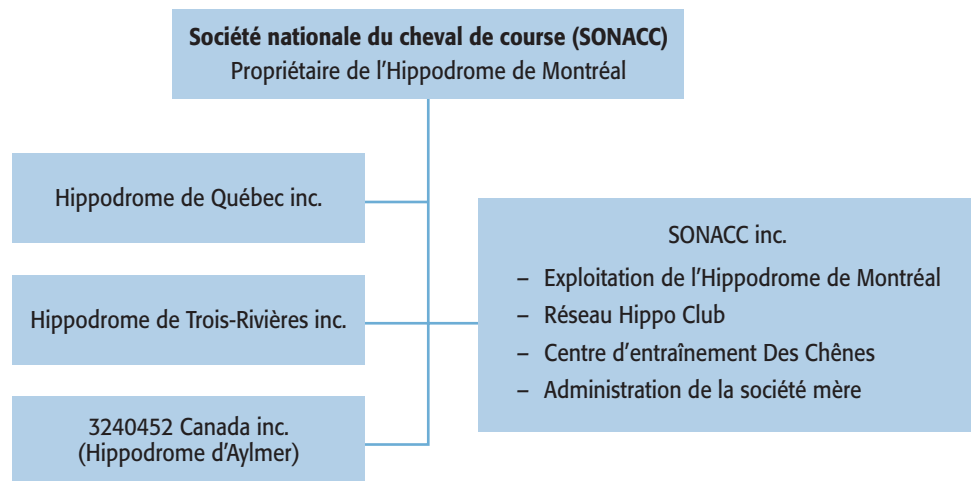 Société nationale du cheval de course (SONACC)
Propriétaire de l'Hippodrome de Montréal
Hippodrome de Québec inc.
Hippodrome de Trois-Rivières inc.
3240452 Canada inc.
(Hippodrome d'Aylmer)
SONACC inc.
– Exploitation de l'Hippodrome de Montréal
– Réseau Hippo Club
– Centre d'entraînement Des Chênes
– Administration de la société mère